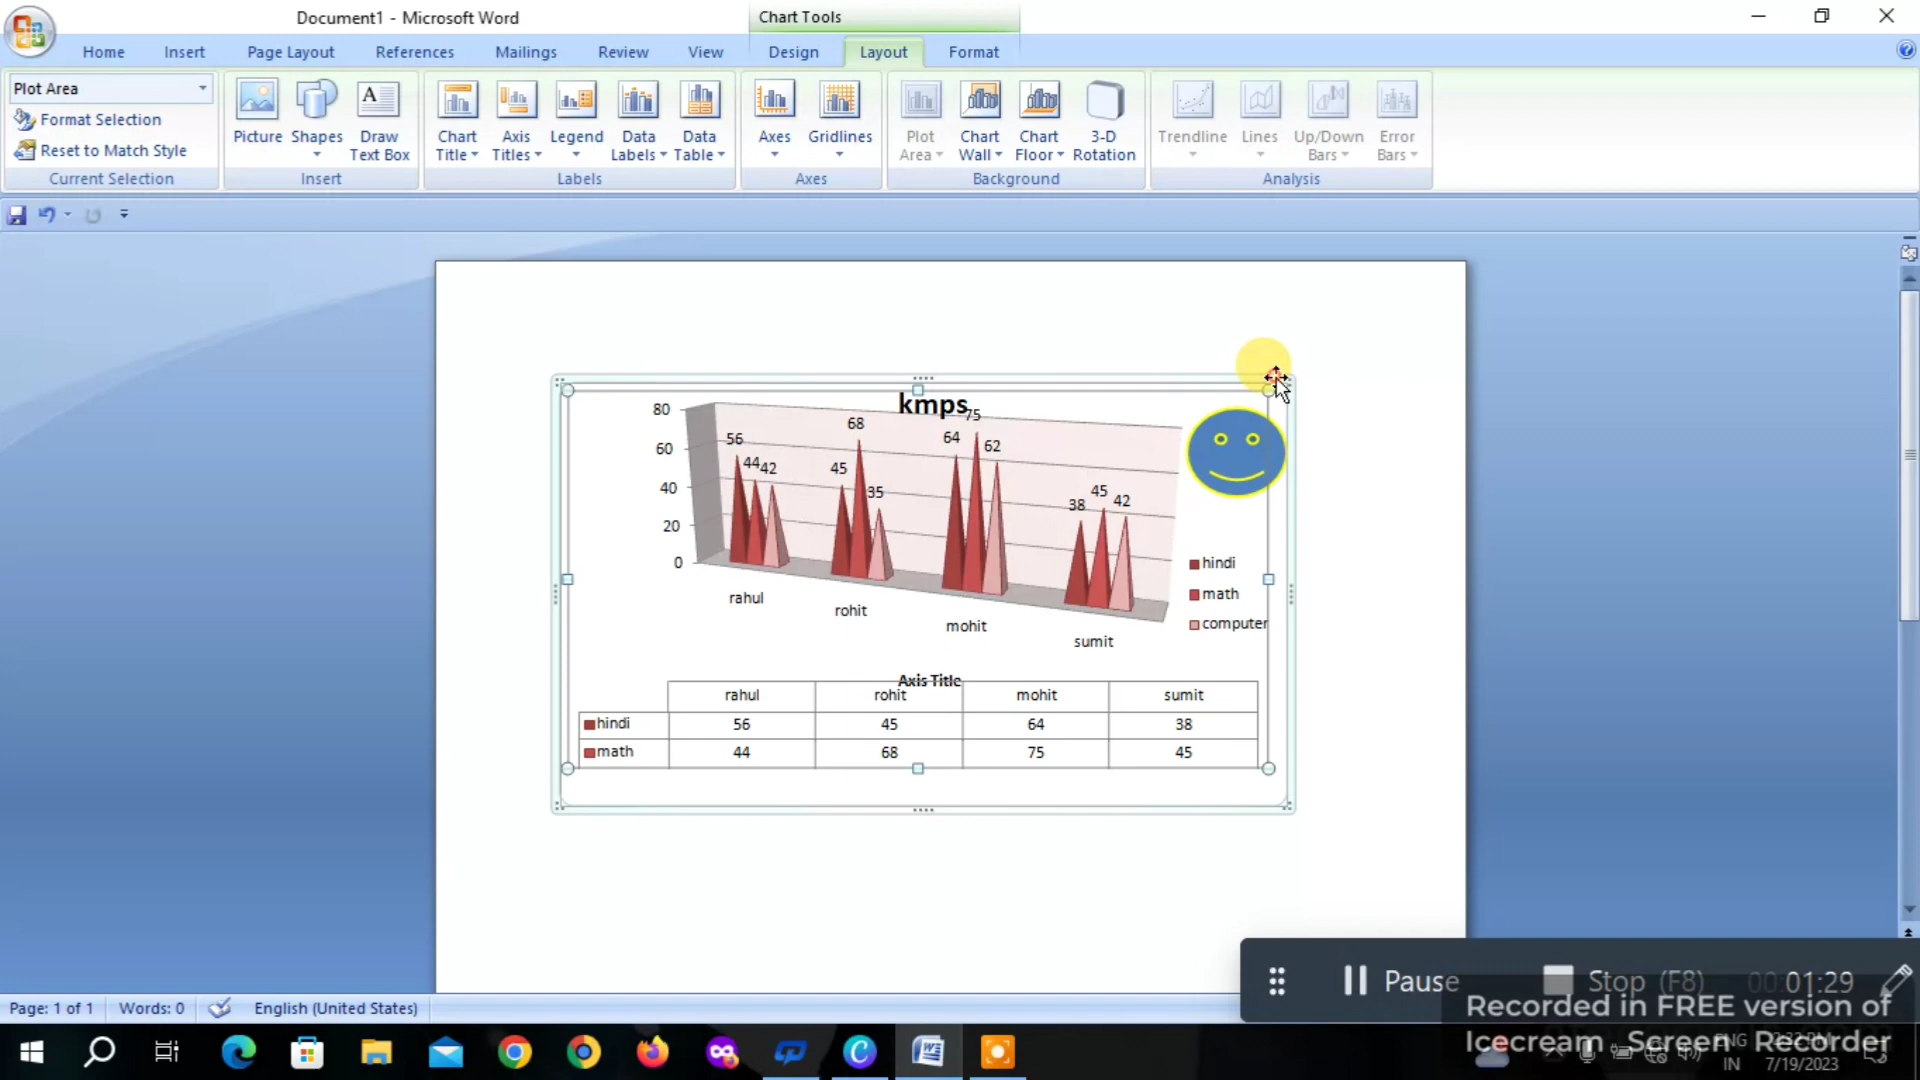 Document1 - Microsoft Word
Chart Tools
Home Insert Page Layout References Mailings Review View Design Layout Format
Plot Area
Format Selection
Reset to Match Style
Current Selection
Picture Shapes Draw Text Box
Insert
Chart Title Axis Titles Legend Data Labels Data Table
Labels
Axes Gridlines
Axes
Plot Area Chart Wall Chart Floor 3-D Rotation
Background
Trendline Lines Up/Down Bars Error Bars
Analysis
kmps
80
60
40
20
0
56 44 42
45 68 35
64 75 62
38 45 42
rahul rohit mohit sumit
hindi
math
computer
Axis Title
rahul rohit mohit sumit
hindi 56 45 64 38
math 44 68 75 45
Pause Stop (F8) 00:01:29
Page: 1 of 1 Words: 0 English (United States)
Recorded in FREE version of
Icecream Screen Recorder
ENG
IN
7/19/2023